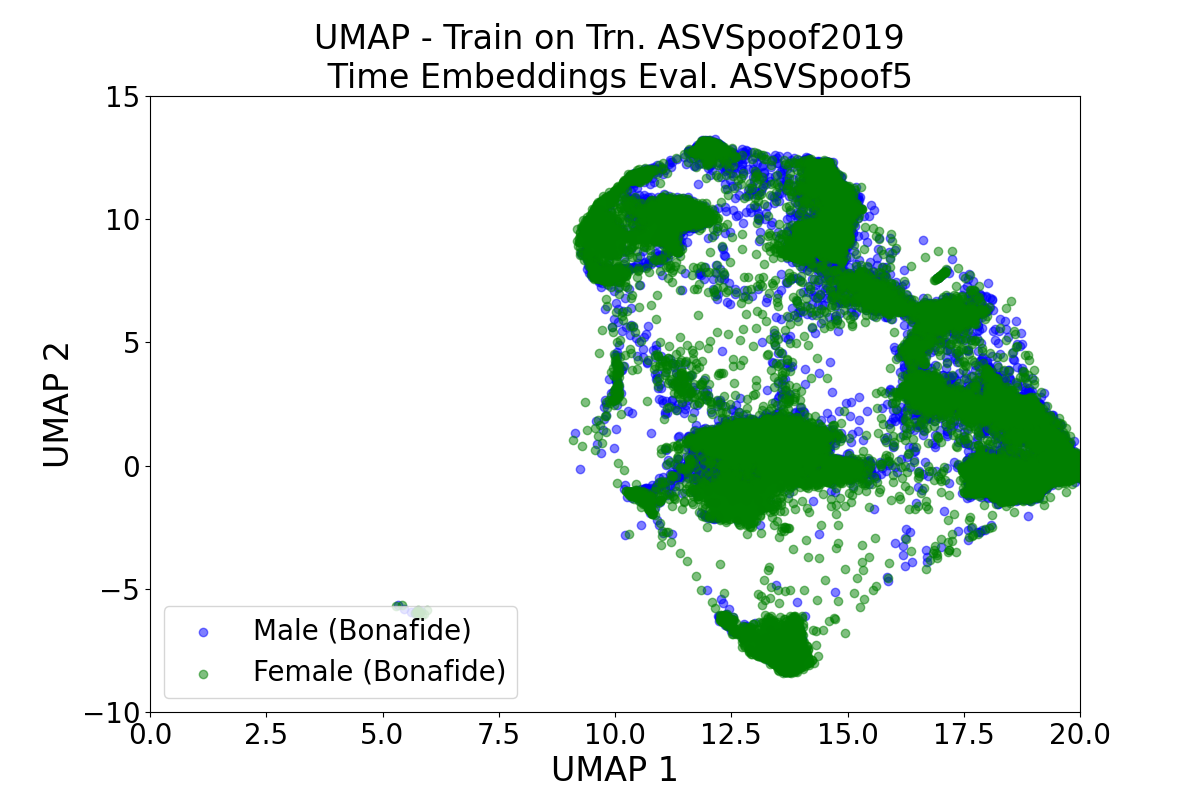 UMAP - Train on Trn. ASVSpoof2019
Time Embeddings Eval. ASVSpoof5
15
10
5
0
−5
−10
UMAP 2
Male (Bonafide)
Female (Bonafide)
0.0 2.5 5.0 7.5 10.0 12.5 15.0 17.5 20.0
UMAP 1